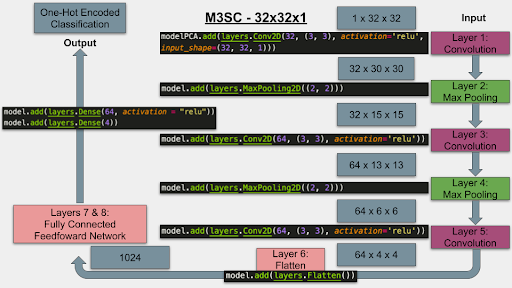 One-Hot Encoded
Classification
Output
M3SC - 32x32x1
1 x 32 x 32
Input
modelPCA.add(layers.Conv2D(32, (3, 3), activation='relu',
input_shape=(32, 32, 1)))
Layer 1:
Convolution
32 x 30 x 30
model.add(layers.MaxPooling2D((2, 2)))
Layer 2:
Max Pooling
32 x 15 x 15
model.add(layers.Conv2D(64, (3, 3), activation='relu'))
Layer 3:
Convolution
64 x 13 x 13
model.add(layers.MaxPooling2D((2, 2)))
Layer 4:
Max Pooling
64 x 6 x 6
model.add(layers.Conv2D(64, (3, 3), activation='relu'))
Layer 5:
Convolution
64 x 4 x 4
Layer 6:
Flatten
model.add(layers.Flatten())
1024
Layers 7 & 8:
Fully Connected
Feedfoward Network
model.add(layers.Dense(64, activation = "relu"))
model.add(layers.Dense(4))